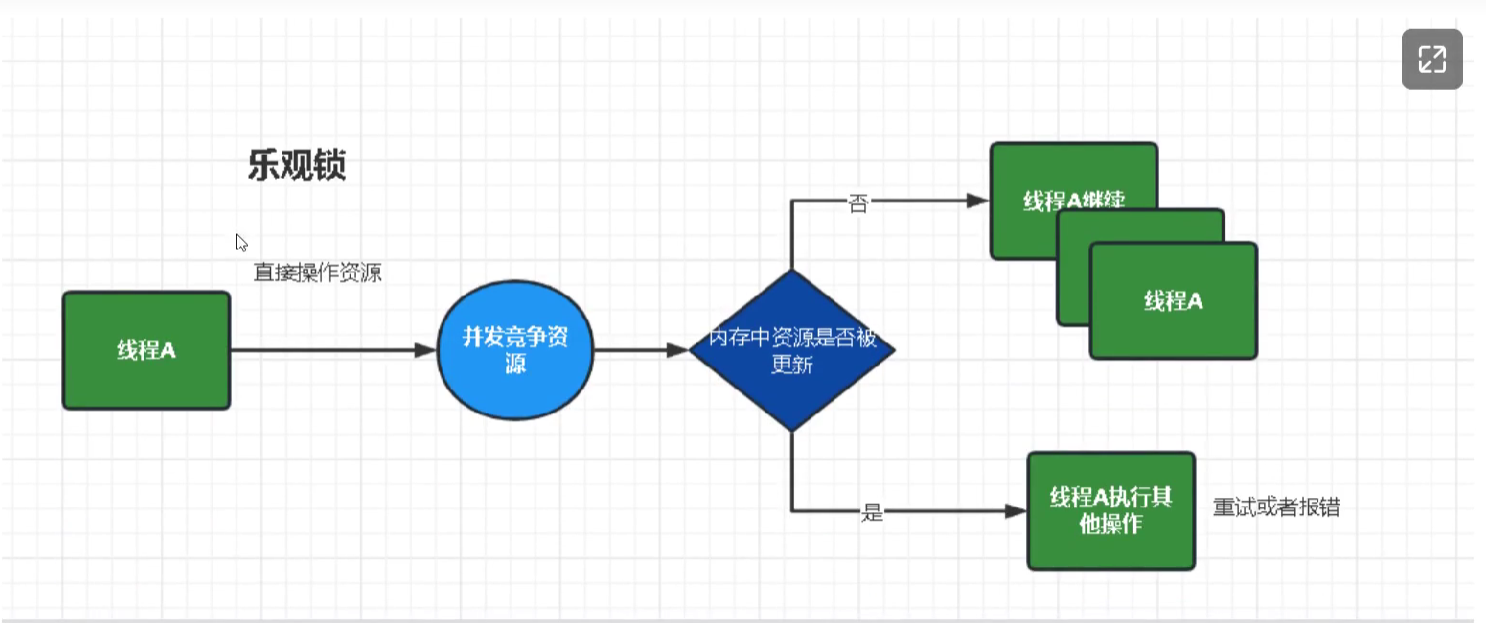 乐观锁
直接操作资源
线程A
并发竞争资
源
内存中资源是否被
更新
否
线程A继续
线程A
是
线程A执行其
他操作
重试或者报错